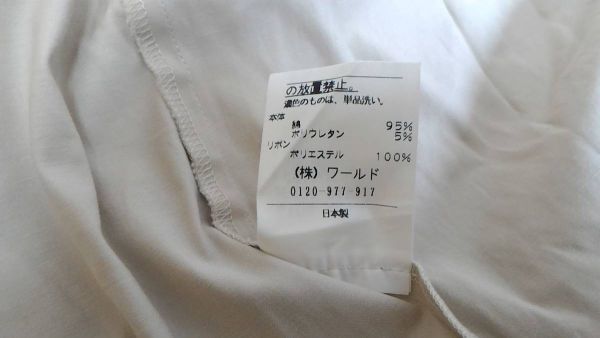 の放置禁止。
濃色のものは、単品洗い。
本体
綿 95%
ポリウレタン 5%
リボン
ポリエステル 100%
(株) ワールド
0120-977-917
日本製